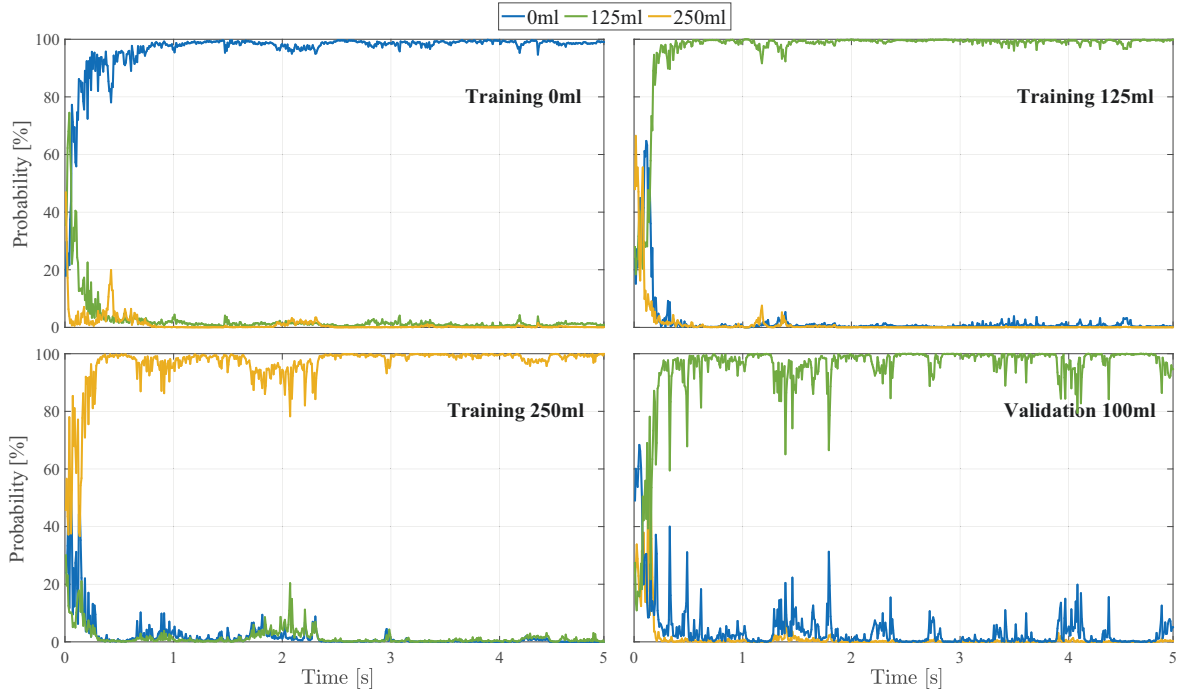 0ml 125ml 250ml
100
80
60
40
20
0
Probability [%]
Training 0ml
Training 125ml
100
80
60
40
20
0
Probability [%]
Training 250ml
Validation 100ml
0 1 2 3 4 5
0 1 2 3 4 5
Time [s]
Time [s]